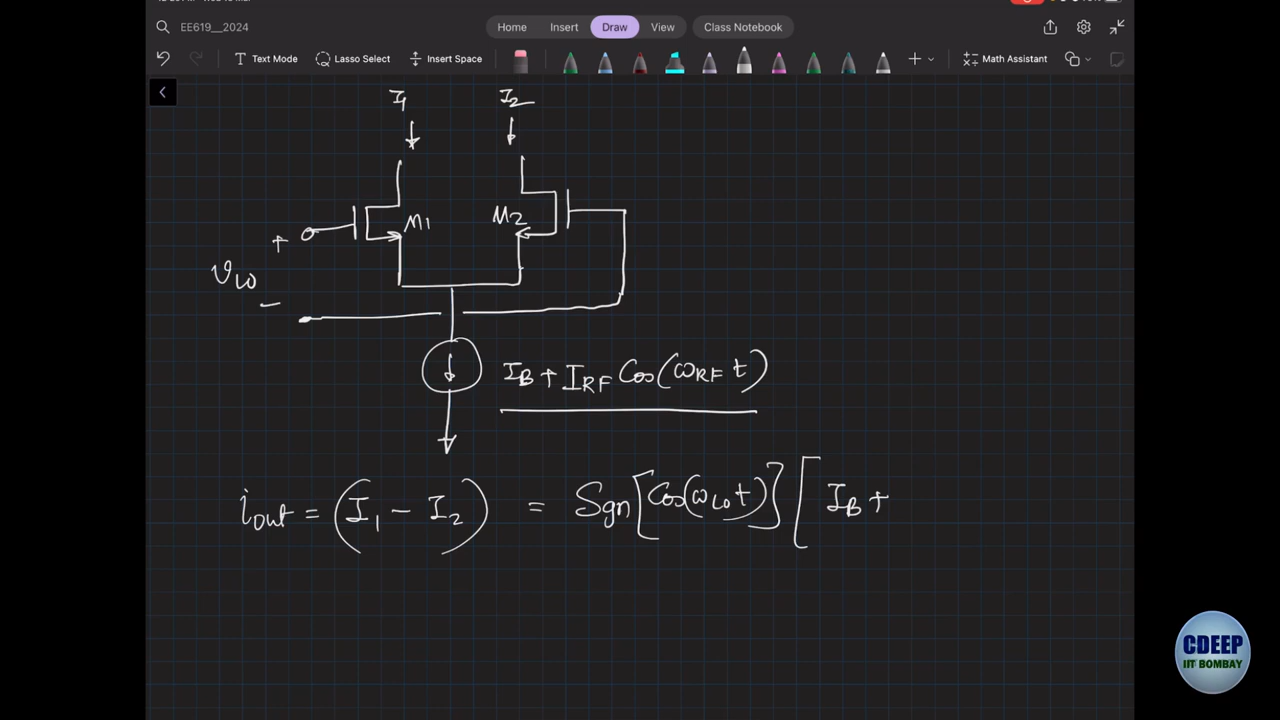 EE619__2024
Home Insert Draw View Class Notebook
Text Mode Lasso Select Insert Space Math Assistant
I1 I2
M1 M2
+
VLO
−
IB + IRF Cos(ωRF t)
iout = (I1 − I2) = Sgn[Cos(ωLO t)] [ IB +
CDEEP
IIT BOMBAY